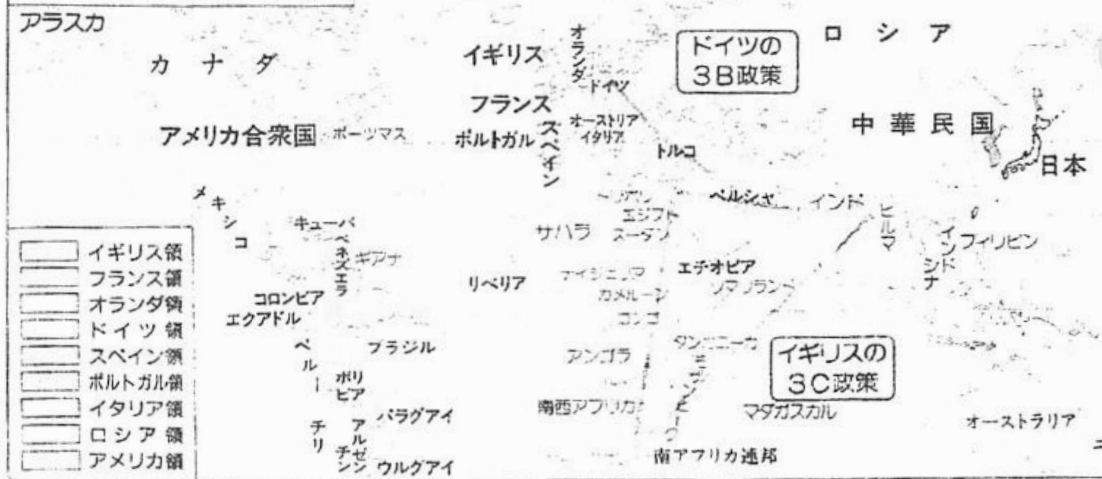 アラスカ
カナダ
アメリカ合衆国
ポーツマス
メキシコ
キューバ
ベネズエラ
ギアナ
コロンビア
エクアドル
ペルー
ブラジル
ボリビア
パラグアイ
チリ
アルゼンチン
ウルグアイ
イギリス
オランダ
ドイツ
フランス
ポルトガル
スペイン
オーストリア
イタリア
ドイツの
3B政策
ロシア
中華民国
日本
トルコ
ペルシャ
インド
ビルマ
インドシナ
フィリピン
エジプト
サハラ
スーダン
リベリア
ナイジェリア
エチオピア
ソマリランド
カメルーン
コンゴ
アンゴラ
タンガニーカ
イギリスの
3C政策
南西アフリカ
マダガスカル
南アフリカ連邦
オーストラリア
ニ
イギリス領
フランス領
オランダ領
ドイツ領
スペイン領
ポルトガル領
イタリア領
ロシア領
アメリカ領